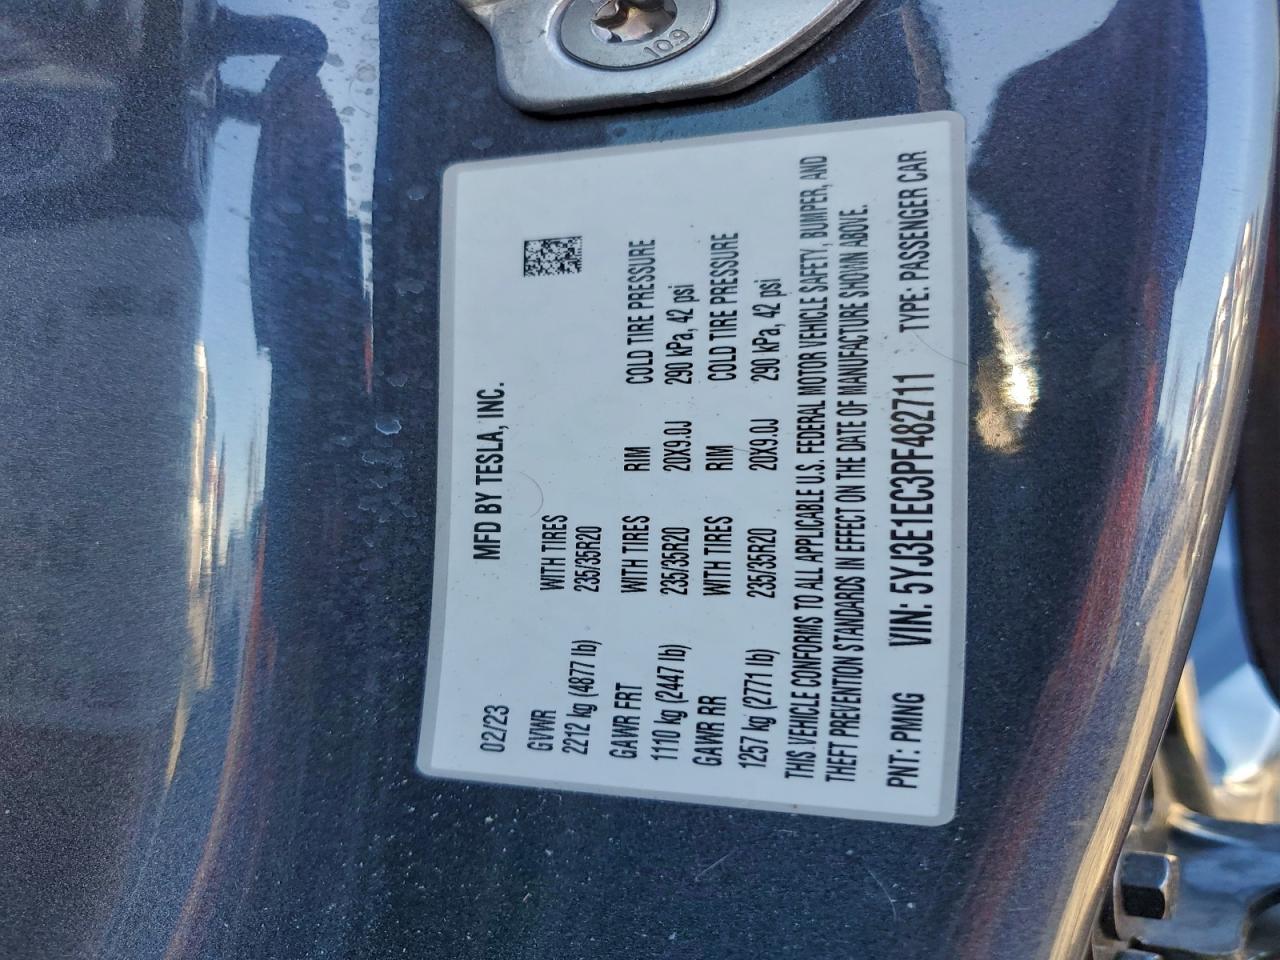 10.9
MFD BY TESLA, INC.
02/23
GVWR WITH TIRES
2212 kg (4877 lb) 235/35R20
GAWR FRT WITH TIRES RIM COLD TIRE PRESSURE
1110 kg (2447 lb) 235/35R20 20X9.0J 290 kPa, 42 psi
GAWR RR WITH TIRES RIM COLD TIRE PRESSURE
1257 kg (2771 lb) 235/35R20 20X9.0J 290 kPa, 42 psi
THIS VEHICLE CONFORMS TO ALL APPLICABLE U.S. FEDERAL MOTOR VEHICLE SAFETY, BUMPER, AND
THEFT PREVENTION STANDARDS IN EFFECT ON THE DATE OF MANUFACTURE SHOWN ABOVE.
PNT: PMNG VIN: 5YJ3E1EC3PF482711 TYPE: PASSENGER CAR